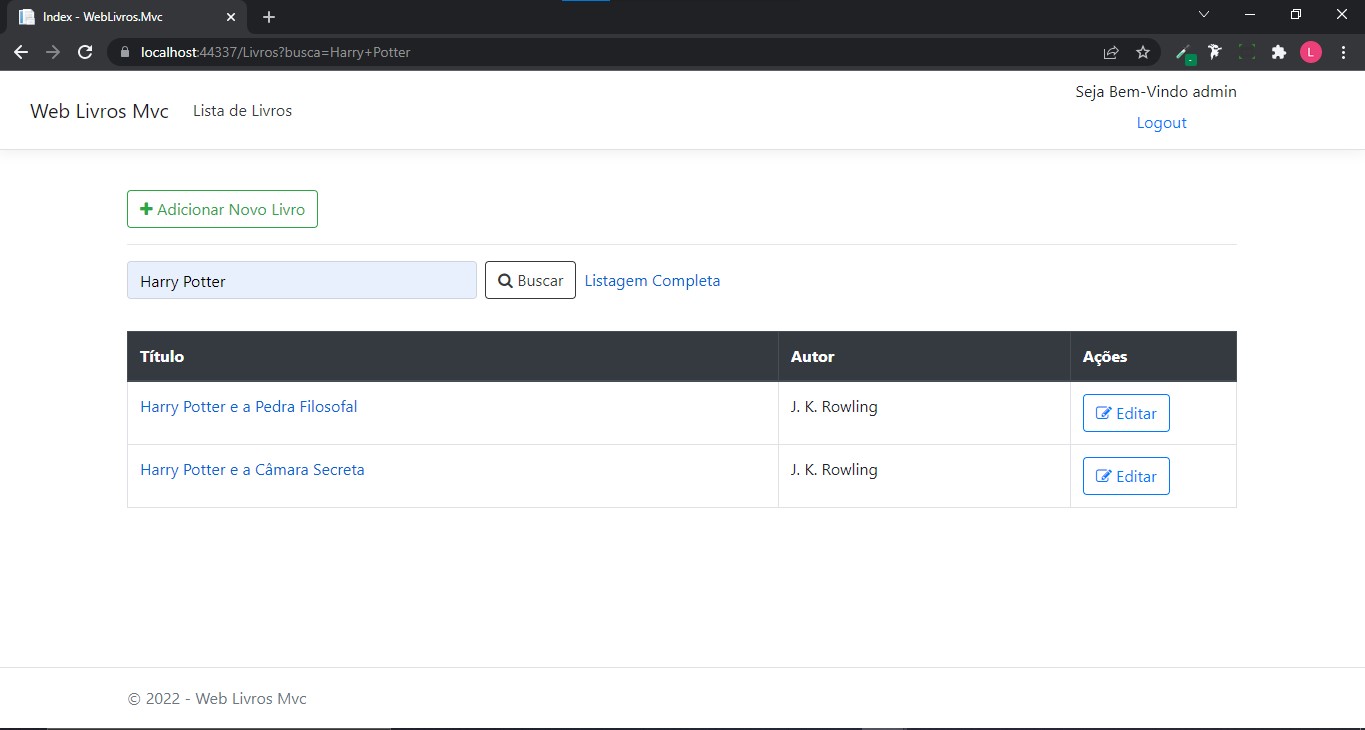 Index - WebLivros.Mvc
localhost:44337/Livros?busca=Harry+Potter
L
Web Livros Mvc Lista de Livros
Seja Bem-Vindo admin
Logout
Adicionar Novo Livro
Harry Potter Buscar Listagem Completa
Título Autor Ações
Harry Potter e a Pedra Filosofal J. K. Rowling Editar
Harry Potter e a Câmara Secreta J. K. Rowling Editar
© 2022 - Web Livros Mvc